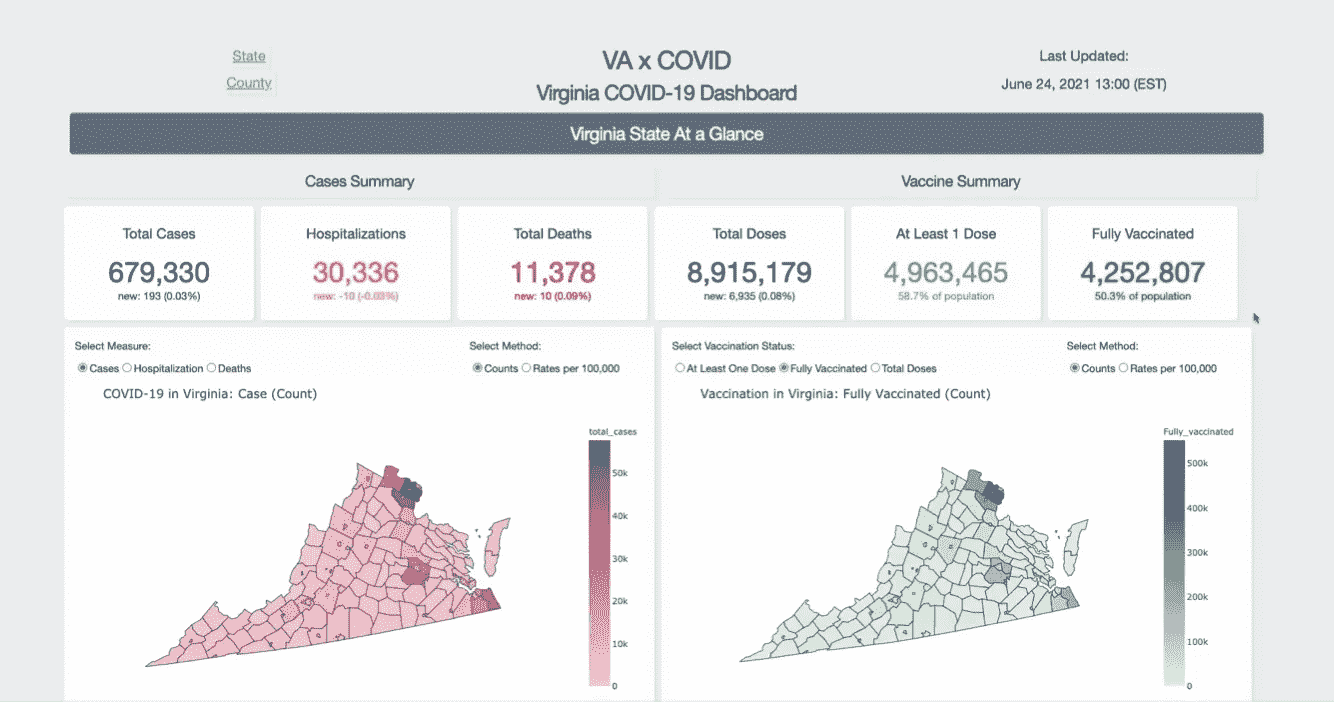 State
County
VA x COVID
Virginia COVID-19 Dashboard
Last Updated:
June 24, 2021 13:00 (EST)
Virginia State At a Glance
Cases Summary
Vaccine Summary
Total Cases
679,330
new: 193 (0.03%)
Hospitalizations
30,336
new: -10 (-0.03%)
Total Deaths
11,378
new: 10 (0.09%)
Total Doses
8,915,179
new: 6,935 (0.08%)
At Least 1 Dose
4,963,465
58.7% of population
Fully Vaccinated
4,252,807
50.3% of population
Select Measure:
Cases Hospitalization Deaths
Select Method:
Counts Rates per 100,000
COVID-19 in Virginia: Case (Count)
total_cases
50k
40k
30k
20k
10k
0
Select Vaccination Status:
At Least One Dose Fully Vaccinated Total Doses
Select Method:
Counts Rates per 100,000
Vaccination in Virginia: Fully Vaccinated (Count)
Fully_vaccinated
500k
400k
300k
200k
100k
0